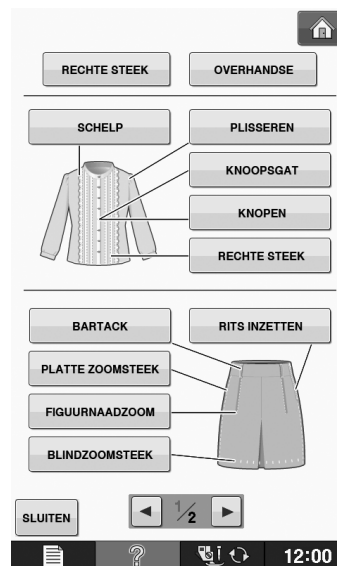 RECHTE STEEK
OVERHANDSE
SCHELP
PLISSEREN
KNOOPSGAT
KNOPEN
RECHTE STEEK
BARTACK
RITS INZETTEN
PLATTE ZOOMSTEEK
FIGUURNAADZOOM
BLINDZOOMSTEEK
SLUITEN
1/2
?
12:00